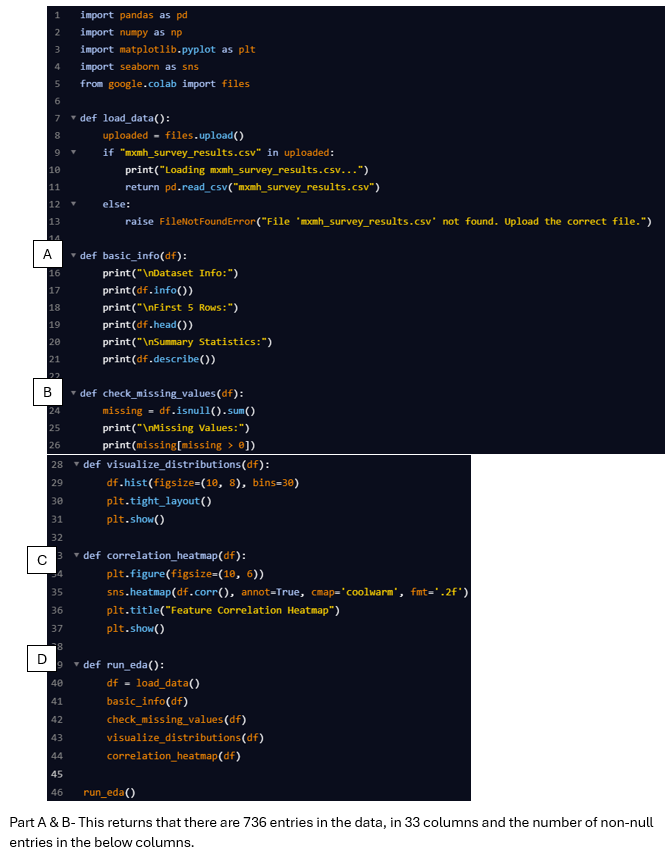 1 import pandas as pd
2 import numpy as np
3 import matplotlib.pyplot as plt
4 import seaborn as sns
5 from google.colab import files
6
7 def load_data():
8 uploaded = files.upload()
9 if "mxmh_survey_results.csv" in uploaded:
10 print("Loading mxmh_survey_results.csv...")
11 return pd.read_csv("mxmh_survey_results.csv")
12 else:
13 raise FileNotFoundError("File 'mxmh_survey_results.csv' not found. Upload the correct file.")
14
A def basic_info(df):
16 print("\nDataset Info:")
17 print(df.info())
18 print("\nFirst 5 Rows:")
19 print(df.head())
20 print("\nSummary Statistics:")
21 print(df.describe())
22
B def check_missing_values(df):
24 missing = df.isnull().sum()
25 print("\nMissing Values:")
26 print(missing[missing > 0])
28 def visualize_distributions(df):
29 df.hist(figsize=(10, 8), bins=30)
30 plt.tight_layout()
31 plt.show()
32
C 3 def correlation_heatmap(df):
34 plt.figure(figsize=(10, 6))
35 sns.heatmap(df.corr(), annot=True, cmap='coolwarm', fmt='.2f')
36 plt.title("Feature Correlation Heatmap")
37 plt.show()
8
D 9 def run_eda():
40 df = load_data()
41 basic_info(df)
42 check_missing_values(df)
43 visualize_distributions(df)
44 correlation_heatmap(df)
45
46 run_eda()
Part A & B- This returns that there are 736 entries in the data, in 33 columns and the number of non-null
entries in the below columns.